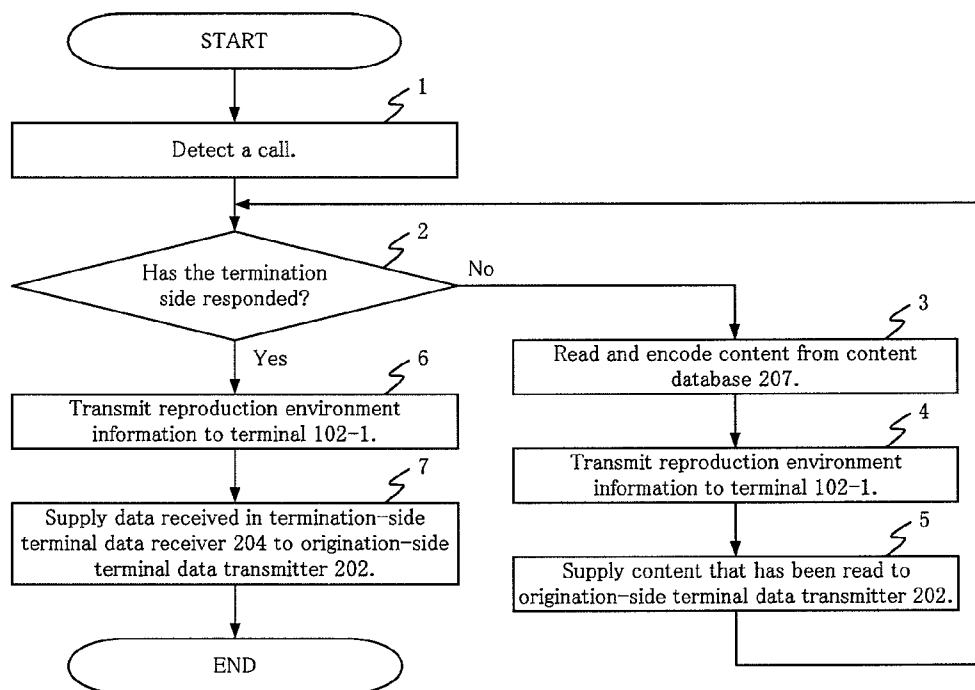 START
1
Detect a call.
2
Has the termination
side responded?
No
Yes
3
Read and encode content from content
database 207.
4
Transmit reproduction environment
information to terminal 102-1.
5
Supply content that has been read to
origination-side terminal data transmitter 202.
6
Transmit reproduction environment
information to terminal 102-1.
7
Supply data received in termination-side
terminal data receiver 204 to origination-side
terminal data transmitter 202.
END